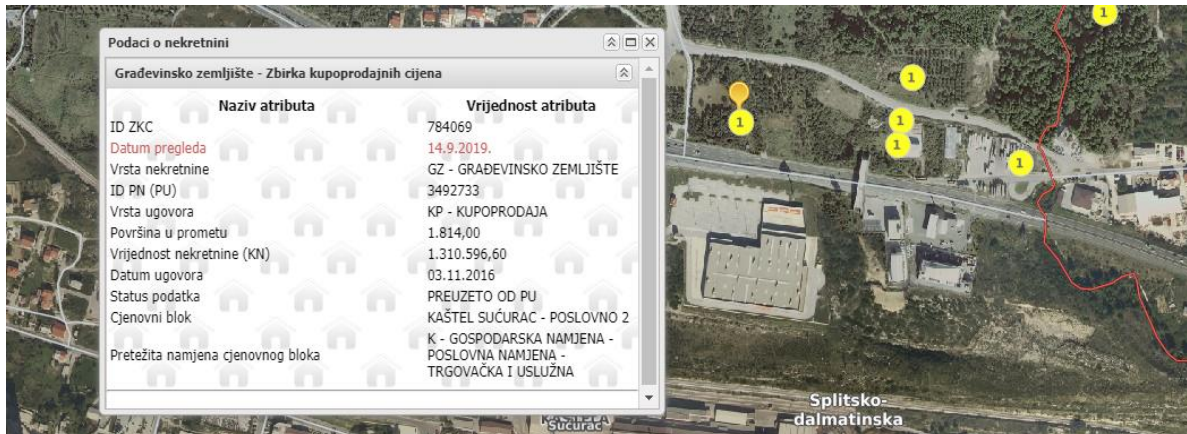 Podaci o nekretnini
Građevinsko zemljište - Zbirka kupoprodajnih cijena
Naziv atributa Vrijednost atributa
ID ZKC 784069
Datum pregleda 14.9.2019.
Vrsta nekretnine GZ - GRAĐEVINSKO ZEMLJIŠTE
ID PN (PU) 3492733
Vrsta ugovora KP - KUPOPRODAJA
Površina u prometu 1.814,00
Vrijednost nekretnine (KN) 1.310.596,60
Datum ugovora 03.11.2016
Status podatka PREUZETO OD PU
Cjenovni blok KAŠTEL SUĆURAC - POSLOVNO 2
Pretežita namjena cjenovnog bloka K - GOSPODARSKA NAMJENA -
POSLOVNA NAMJENA -
TRGOVAČKA I USLUŽNA
1
1
1
1
1
1
Splitsko-
dalmatinska
Sućurac